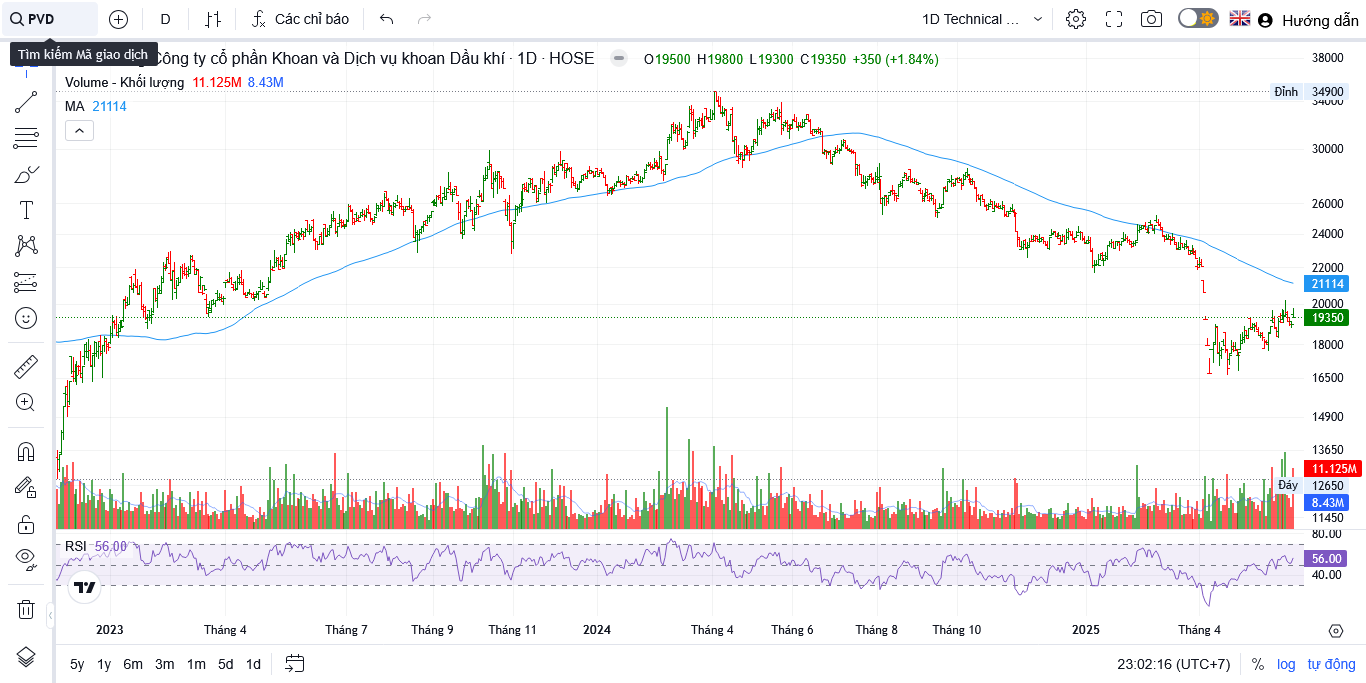 PVD
D
Các chỉ báo
1D Technical ...
Hướng dẫn
Tìm kiếm Mã giao dịch
Công ty cổ phần Khoan và Dịch vụ khoan Dầu khí · 1D · HOSE
O19500 H19800 L19300 C19350 +350 (+1.84%)
Volume - Khối lượng 11.125M 8.43M
MA 21114
38000
Đỉnh 34900
34000
30000
26000
24000
22000
21114
20000
19350
18000
16500
14900
13650
11.125M
Đáy 12650
8.43M
11450
80.00
RSI 56.00
56.00
40.00
2023 Tháng 4 Tháng 7 Tháng 9 Tháng 11 2024 Tháng 4 Tháng 6 Tháng 8 Tháng 10 2025 Tháng 4
5y 1y 6m 3m 1m 5d 1d
23:02:16 (UTC+7) % log tự động